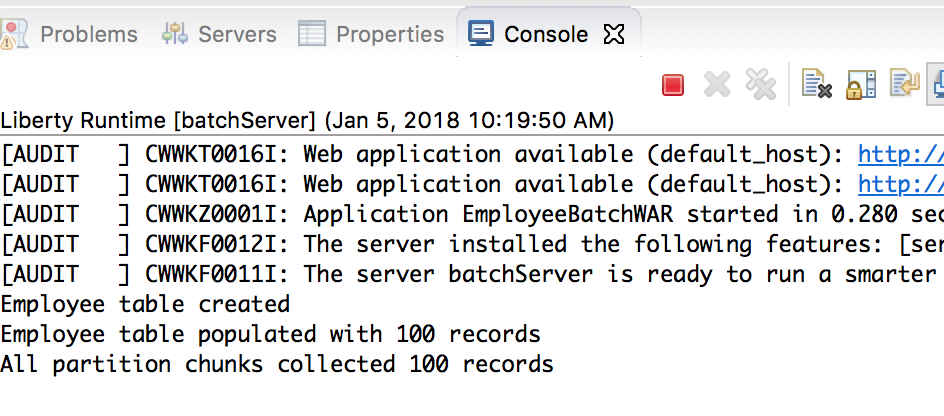 Problems Servers Properties Console
Liberty Runtime [batchServer] (Jan 5, 2018 10:19:50 AM)
[AUDIT   ] CWWKT0016I: Web application available (default_host): http://
[AUDIT   ] CWWKT0016I: Web application available (default_host): http://
[AUDIT   ] CWWKZ0001I: Application EmployeeBatchWAR started in 0.280 sec
[AUDIT   ] CWWKF0012I: The server installed the following features: [ser
[AUDIT   ] CWWKF0011I: The server batchServer is ready to run a smarter
Employee table created
Employee table populated with 100 records
All partition chunks collected 100 records